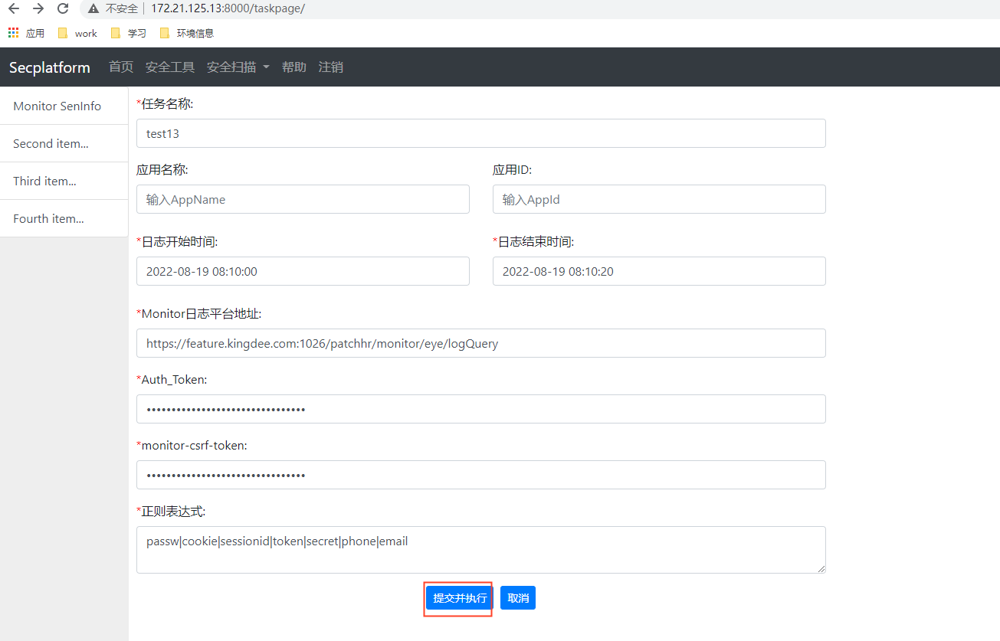 不安全 172.21.125.13:8000/taskpage/
应用 work 学习 环境信息
Secplatform 首页 安全工具 安全扫描 帮助 注销
Monitor SenInfo
Second item...
Third item...
Fourth item...
*任务名称:
test13
应用名称: 应用ID:
输入AppName 输入AppId
*日志开始时间: *日志结束时间:
2022-08-19 08:10:00 2022-08-19 08:10:20
*Monitor日志平台地址:
https://feature.kingdee.com:1026/patchhr/monitor/eye/logQuery
*Auth_Token:
••••••••••••••••••••••••••••••••
*monitor-csrf-token:
••••••••••••••••••••••••••••••••
*正则表达式:
passw|cookie|sessionid|token|secret|phone|email
提交并执行 取消